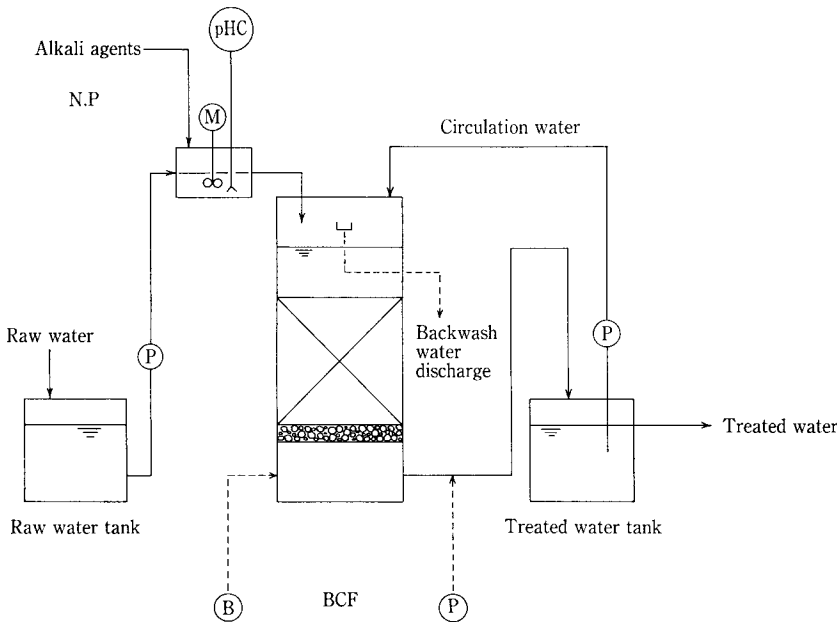 pHC
Alkali agents
N.P
M
Circulation water
Raw water
P
Backwash
water
discharge
P
Treated water
Raw water tank
Treated water tank
B
BCF
P